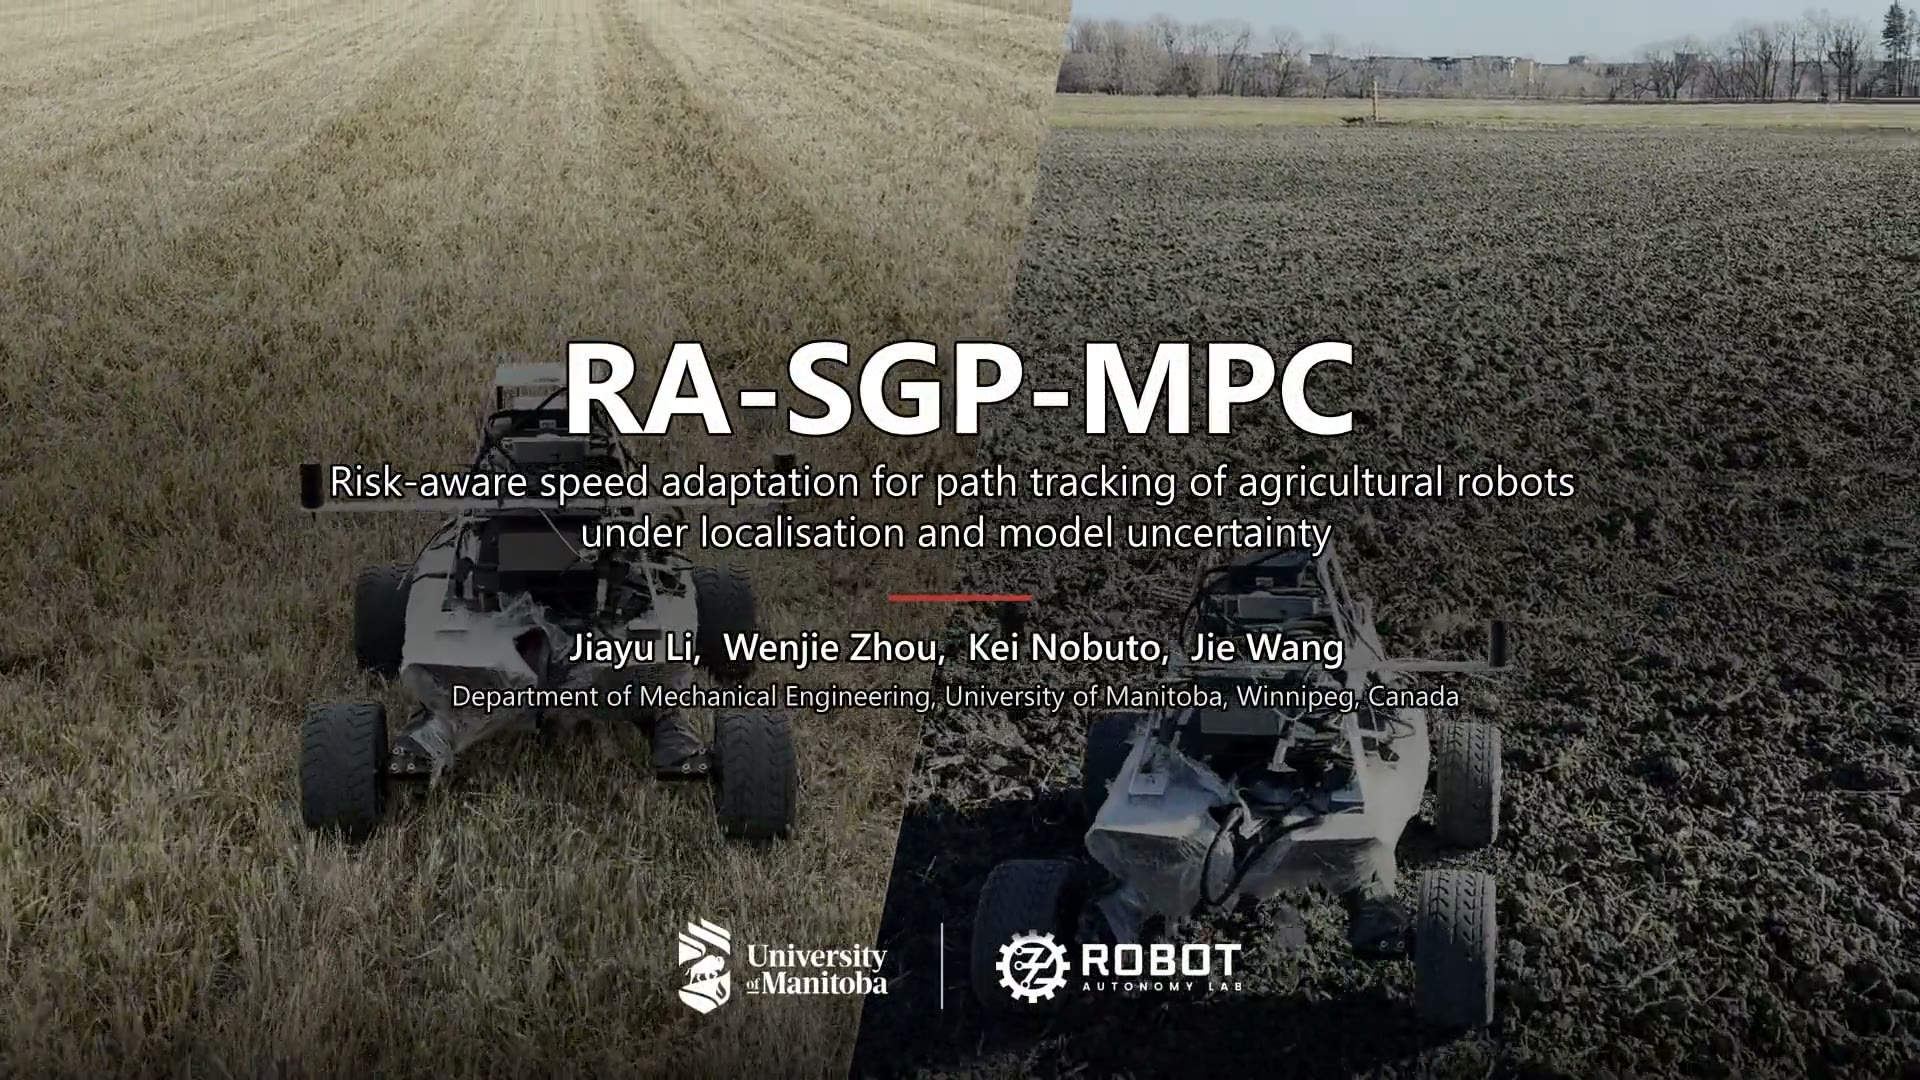 RA-SGP-MPC
Risk-aware speed adaptation for path tracking of agricultural robots
under localisation and model uncertainty
Jiayu Li, Wenjie Zhou, Kei Nobuto, Jie Wang
Department of Mechanical Engineering, University of Manitoba, Winnipeg, Canada
University
of Manitoba
ROBOT
AUTONOMY LAB